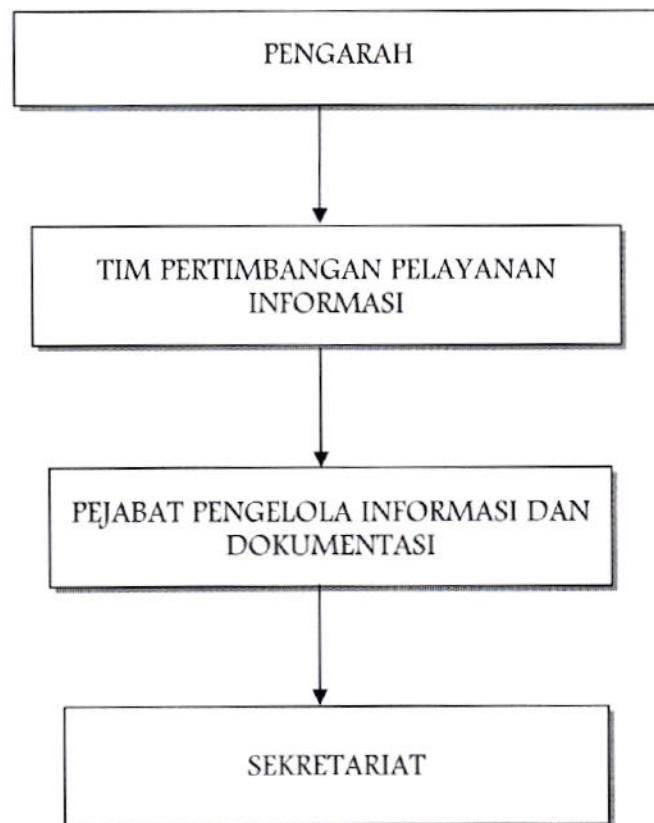 PENGARAH
TIM PERTIMBANGAN PELAYANAN
INFORMASI
PEJABAT PENGELOLA INFORMASI DAN
DOKUMENTASI
SEKRETARIAT